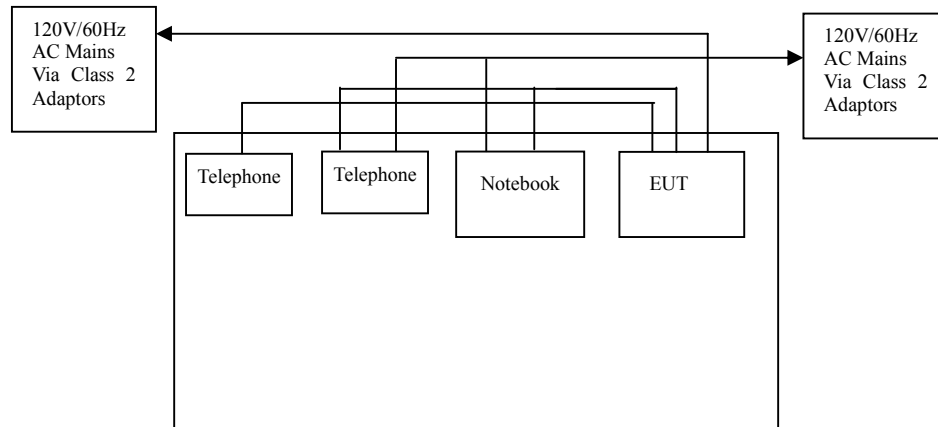 120V/60Hz
AC Mains
Via Class 2
Adaptors
120V/60Hz
AC Mains
Via Class 2
Adaptors
Telephone
Telephone
Notebook
EUT